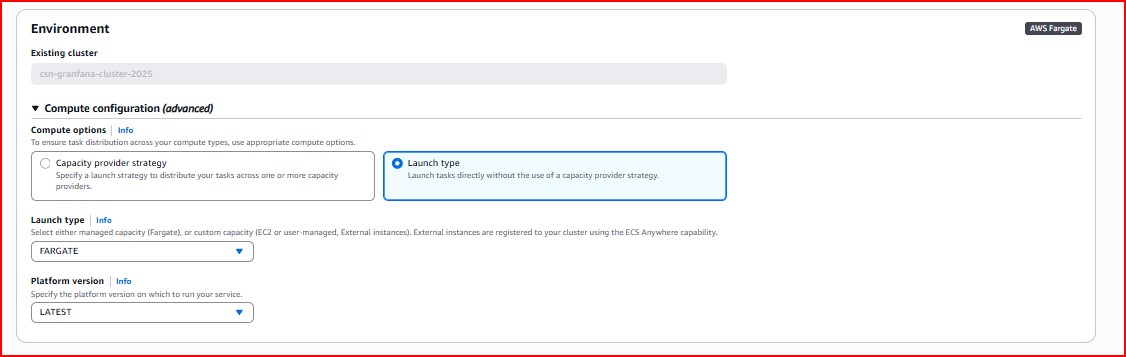 Environment
AWS Fargate
Existing cluster
csn-granfana-cluster-2025
Compute configuration (advanced)
Compute options Info
To ensure task distribution across your compute types, use appropriate compute options.
Capacity provider strategy
Specify a launch strategy to distribute your tasks across one or more capacity
providers.
Launch type
Launch tasks directly without the use of a capacity provider strategy.
Launch type Info
Select either managed capacity (Fargate), or custom capacity (EC2 or user-managed, External instances). External instances are registered to your cluster using the ECS Anywhere capability.
FARGATE
Platform version Info
Specify the platform version on which to run your service.
LATEST